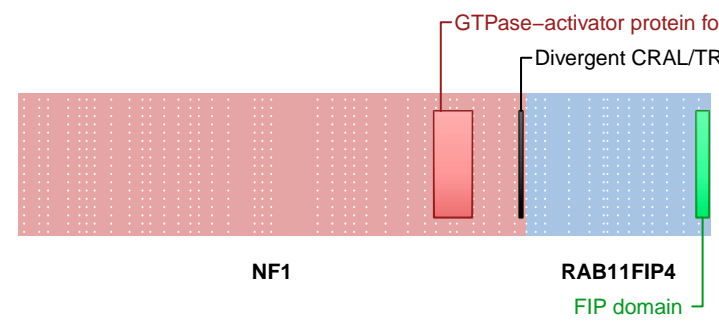 GTPase−activator protein fo
Divergent CRAL/TR
NF1
RAB11FIP4
FIP domain